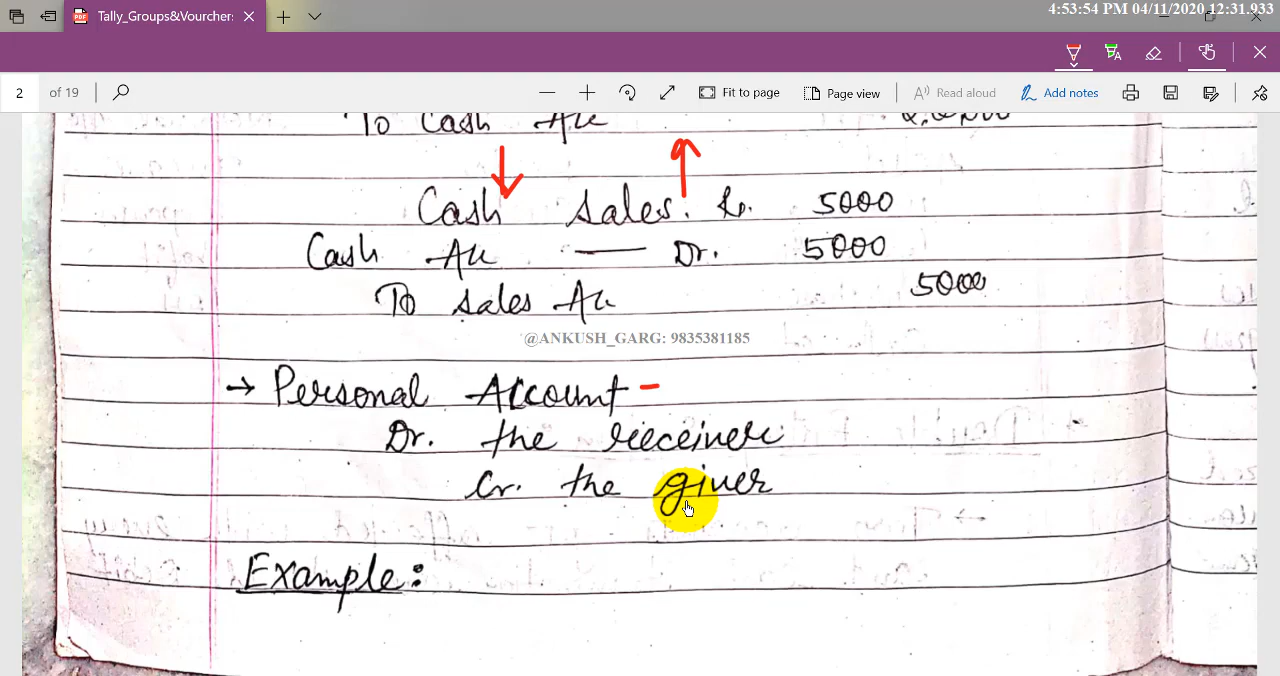 4:53:54 PM 04/11/2020 12:31.933
Tally_Groups&Vourchers
2 of 19 Fit to page Page view Read aloud Add notes
To Cash A/c
Cash Sales. Rs. 5000
Cash A/c — Dr. 5000
To sales A/c 5000
@ANKUSH_GARG: 9835381185
→ Personal Account -
Dr. the receiver
Cr. the giver
Example: